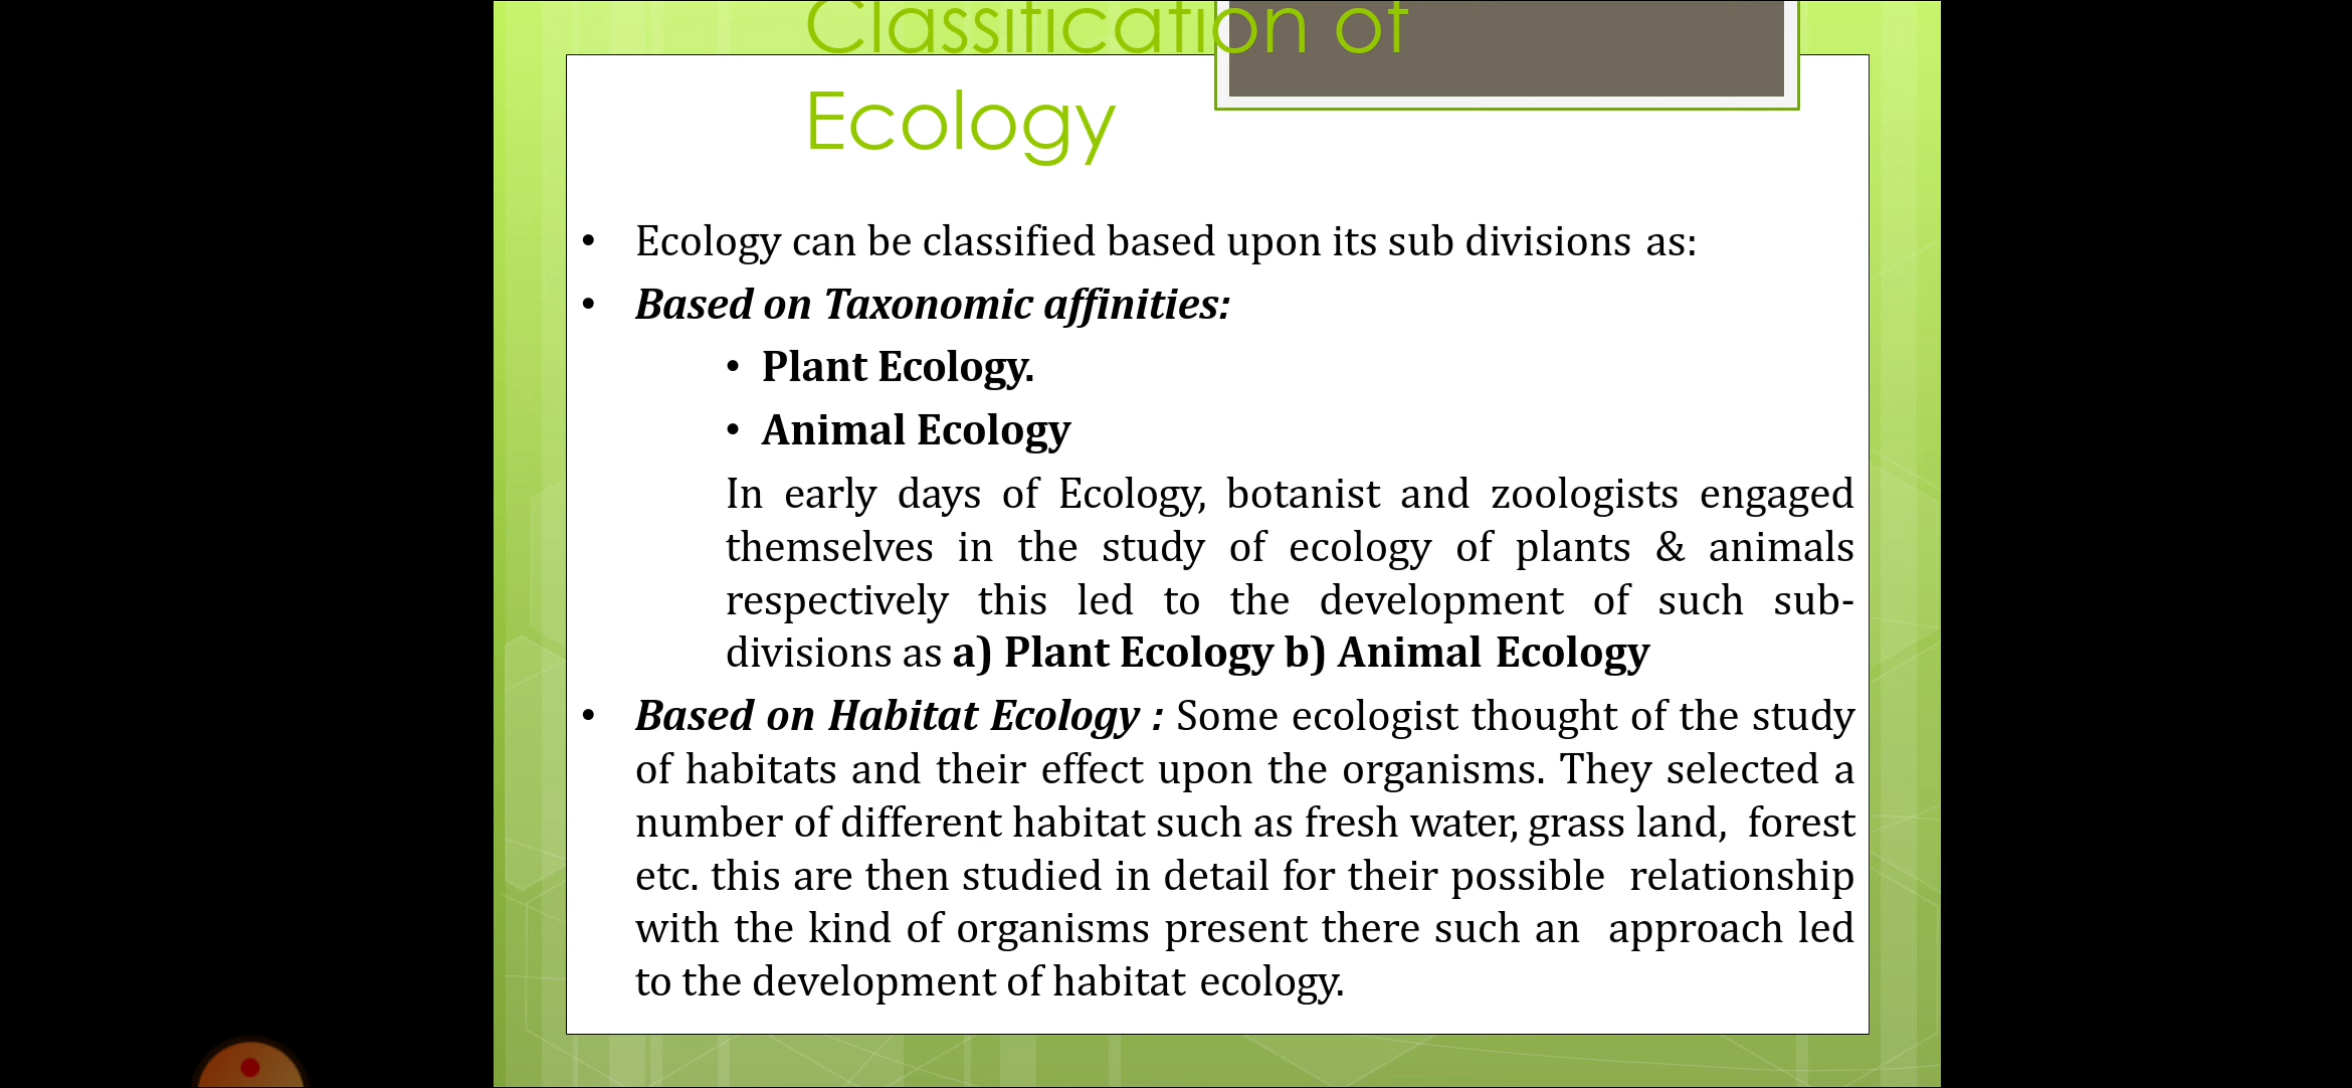 Classification of
Ecology
• Ecology can be classified based upon its sub divisions as:
• Based on Taxonomic affinities:
• Plant Ecology.
• Animal Ecology
In early days of Ecology, botanist and zoologists engaged
themselves in the study of ecology of plants & animals
respectively this led to the development of such sub-
divisions as a) Plant Ecology b) Animal Ecology
• Based on Habitat Ecology : Some ecologist thought of the study
of habitats and their effect upon the organisms. They selected a
number of different habitat such as fresh water, grass land, forest
etc. this are then studied in detail for their possible relationship
with the kind of organisms present there such an approach led
to the development of habitat ecology.